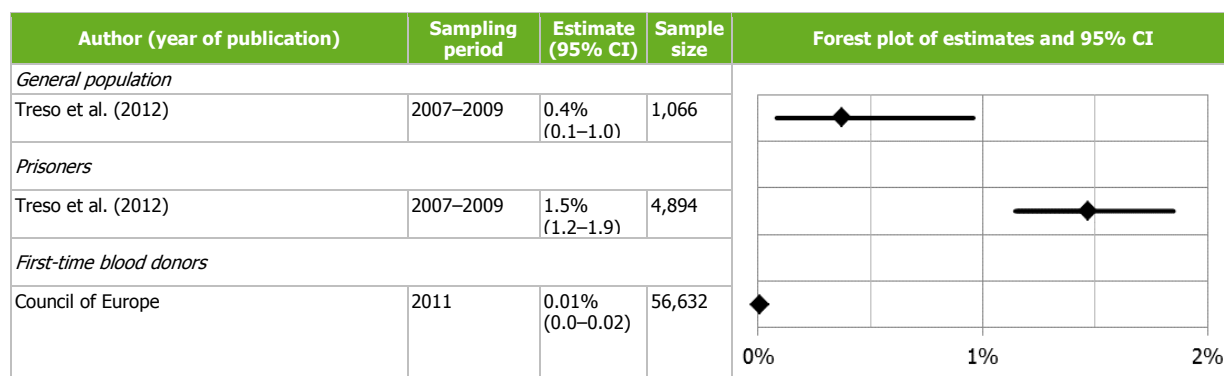 Author (year of publication) Sampling period Estimate (95% CI) Sample size Forest plot of estimates and 95% CI
General population
Treso et al. (2012) 2007–2009 0.4% (0.1–1.0) 1,066
Prisoners
Treso et al. (2012) 2007–2009 1.5% (1.2–1.9) 4,894
First-time blood donors
Council of Europe 2011 0.01% (0.0–0.02) 56,632
0% 1% 2%